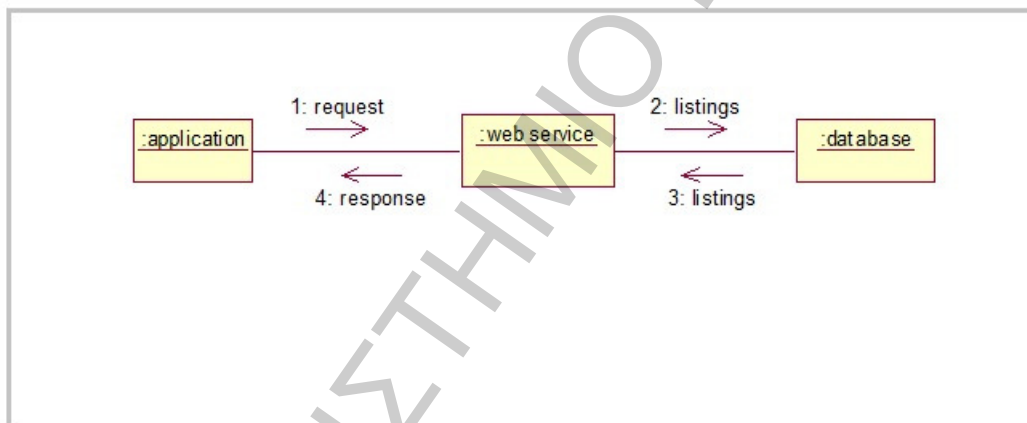 1: request
2: listings
:application
:web service
:database
4: response
3: listings